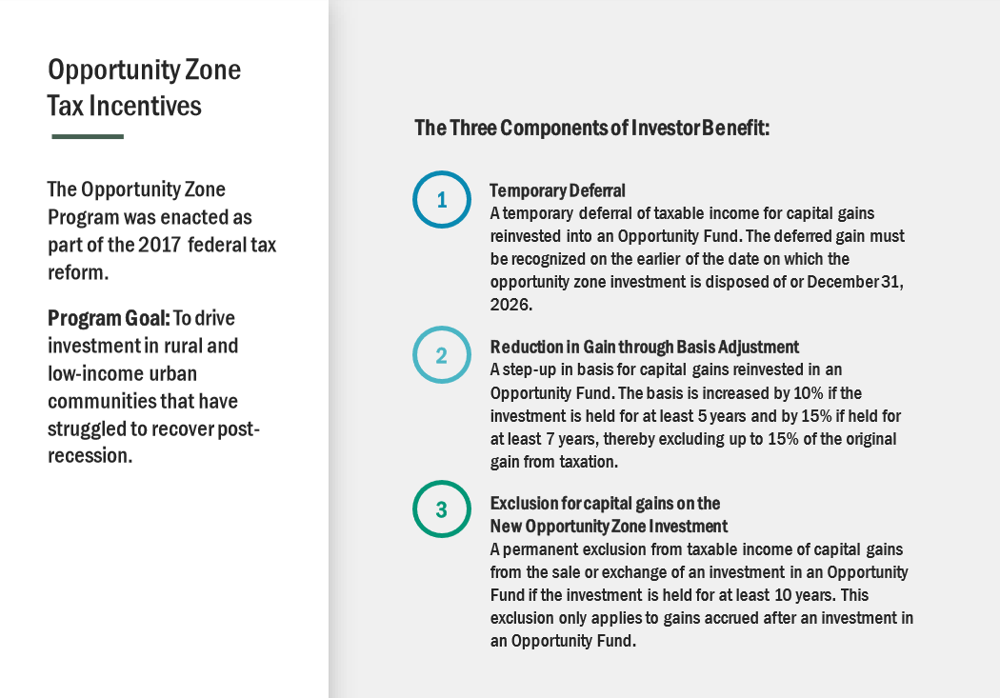 Opportunity Zone
Tax Incentives
The Opportunity Zone
Program was enacted as
part of the 2017 federal tax
reform.
Program Goal: To drive
investment in rural and
low-income urban
communities that have
struggled to recover post-
recession.
The Three Components of Investor Benefit:
1
Temporary Deferral
A temporary deferral of taxable income for capital gains
reinvested into an Opportunity Fund. The deferred gain must
be recognized on the earlier of the date on which the
opportunity zone investment is disposed of or December 31,
2026.
2
Reduction in Gain through Basis Adjustment
A step-up in basis for capital gains reinvested in an
Opportunity Fund. The basis is increased by 10% if the
investment is held for at least 5 years and by 15% if held for
at least 7 years, thereby excluding up to 15% of the original
gain from taxation.
3
Exclusion for capital gains on the
New Opportunity Zone Investment
A permanent exclusion from taxable income of capital gains
from the sale or exchange of an investment in an Opportunity
Fund if the investment is held for at least 10 years. This
exclusion only applies to gains accrued after an investment in
an Opportunity Fund.